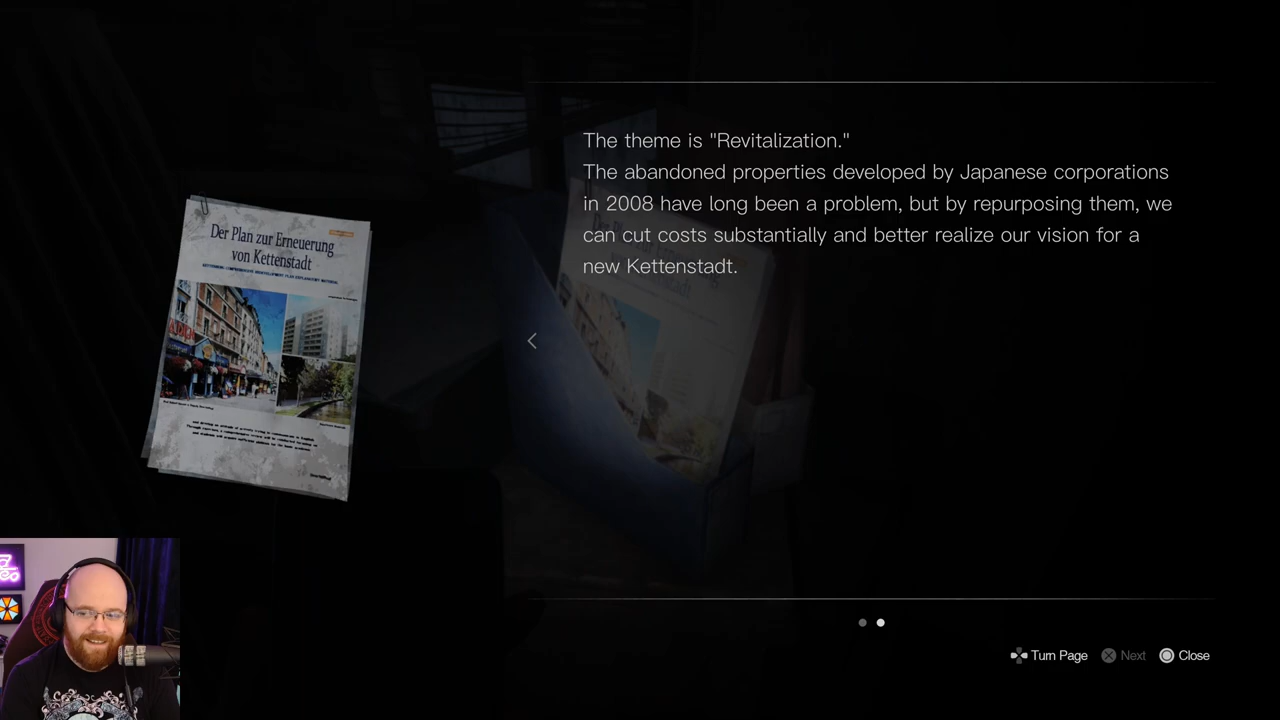 The theme is "Revitalization."
The abandoned properties developed by Japanese corporations
in 2008 have long been a problem, but by repurposing them, we
can cut costs substantially and better realize our vision for a
new Kettenstadt.
Der Plan zur Erneuerung
von Kettenstadt
Turn Page
Next
Close